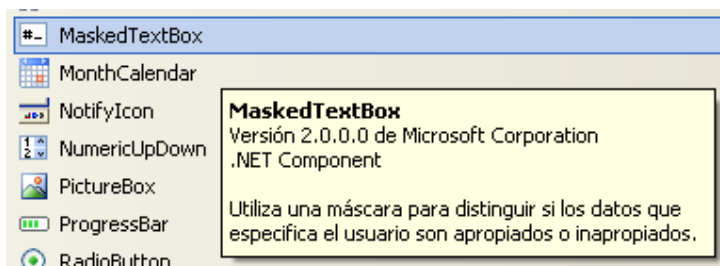 MaskedTextBox
MonthCalendar
NotifyIcon
NumericUpDown
PictureBox
ProgressBar
RadioButton
MaskedTextBox
Versión 2.0.0.0 de Microsoft Corporation
.NET Component
Utiliza una máscara para distinguir si los datos que
especifica el usuario son apropiados o inapropiados.